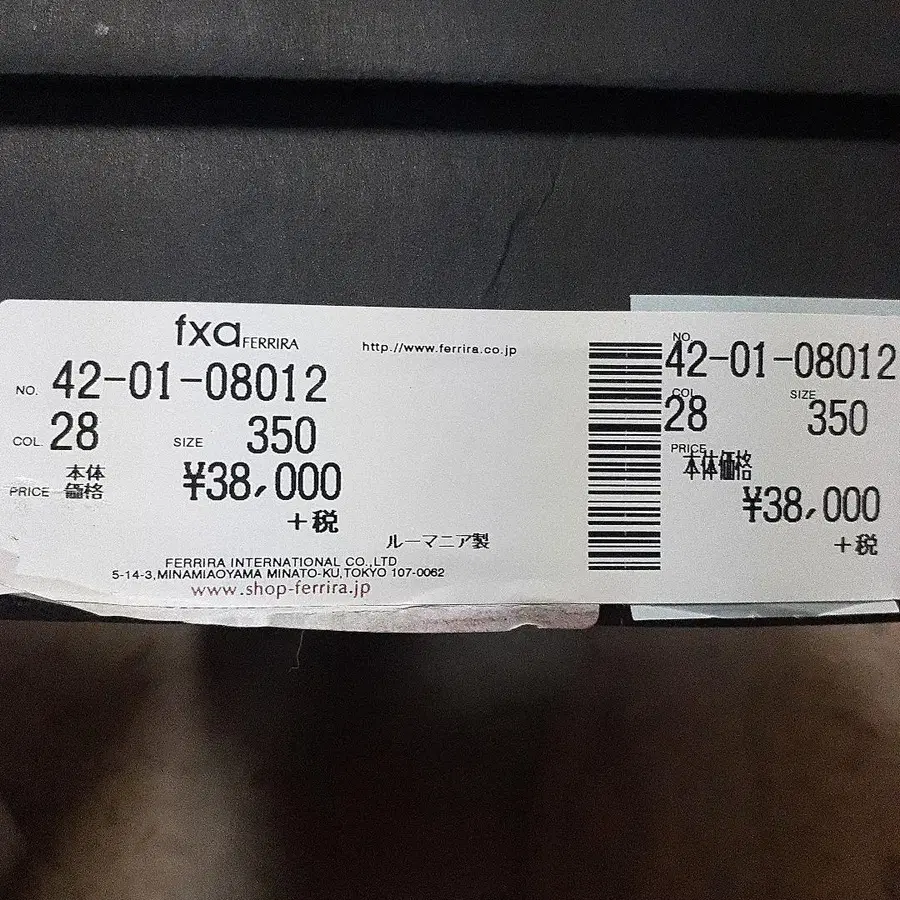 fxa FERRIRA
http://www.ferrira.co.jp
NO. 42-01-08012
COL. 28 SIZE 350
PRICE 本体価格 ¥38,000
+税
ルーマニア製
FERRIRA INTERNATIONAL CO.,LTD
5-14-3,MINAMIAOYAMA MINATO-KU,TOKYO 107-0062
www.shop-ferrira.jp
NO.
42-01-08012
COL. SIZE
28 350
PRICE
本体価格
¥38,000
+税